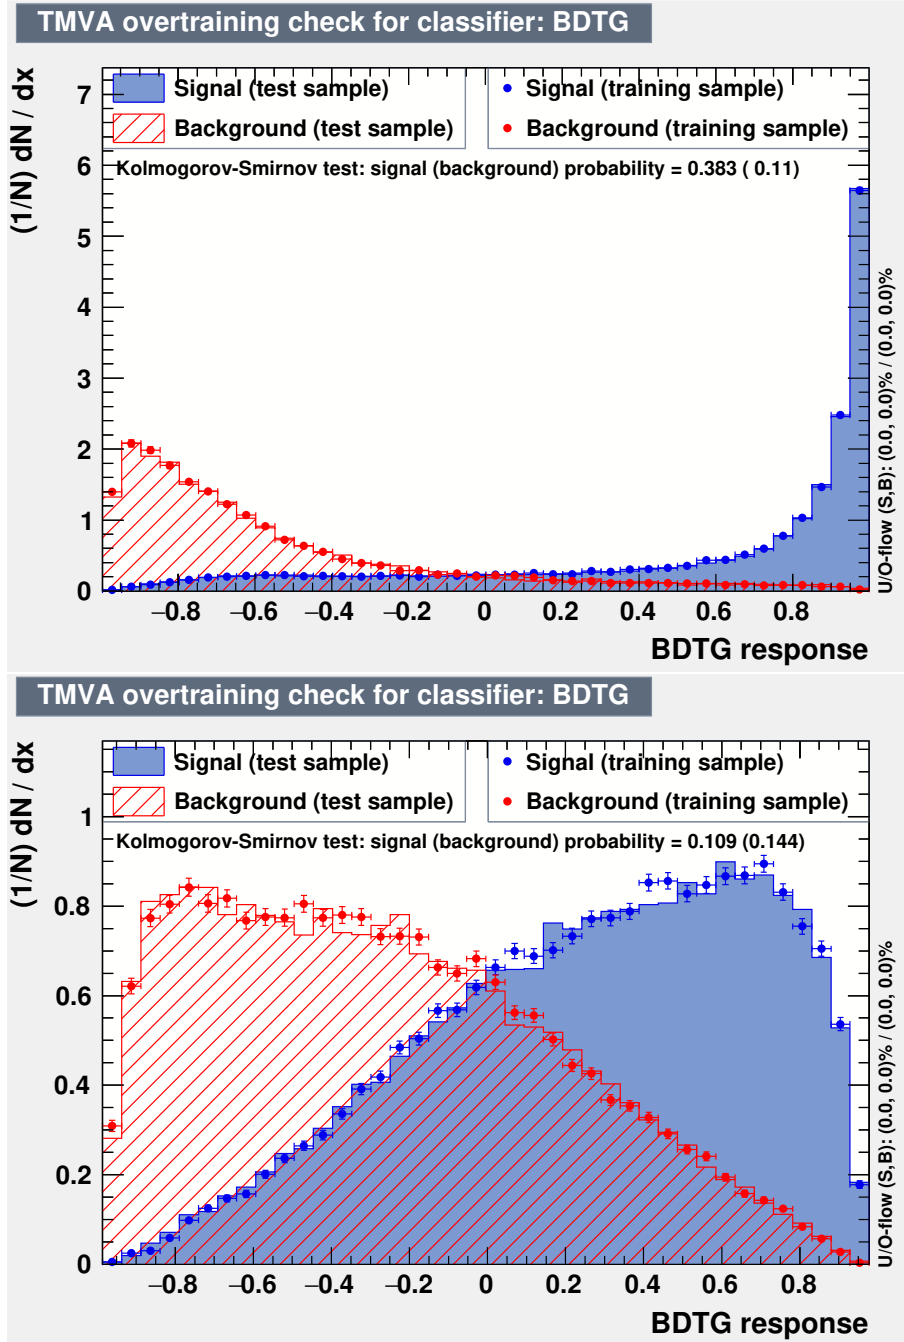 TMVA overtraining check for classifier: BDTG
Signal (test sample)
Background (test sample)
Signal (training sample)
Background (training sample)
Kolmogorov-Smirnov test: signal (background) probability = 0.383 ( 0.11)
(1/N) dN / dx
7
6
5
4
3
2
1
0
−0.8 −0.6 −0.4 −0.2 0 0.2 0.4 0.6 0.8
BDTG response
U/O-flow (S,B): (0.0, 0.0)% / (0.0, 0.0)%
TMVA overtraining check for classifier: BDTG
Signal (test sample)
Background (test sample)
Signal (training sample)
Background (training sample)
Kolmogorov-Smirnov test: signal (background) probability = 0.109 (0.144)
(1/N) dN / dx
1
0.8
0.6
0.4
0.2
0
−0.8 −0.6 −0.4 −0.2 0 0.2 0.4 0.6 0.8
BDTG response
U/O-flow (S,B): (0.0, 0.0)% / (0.0, 0.0)%